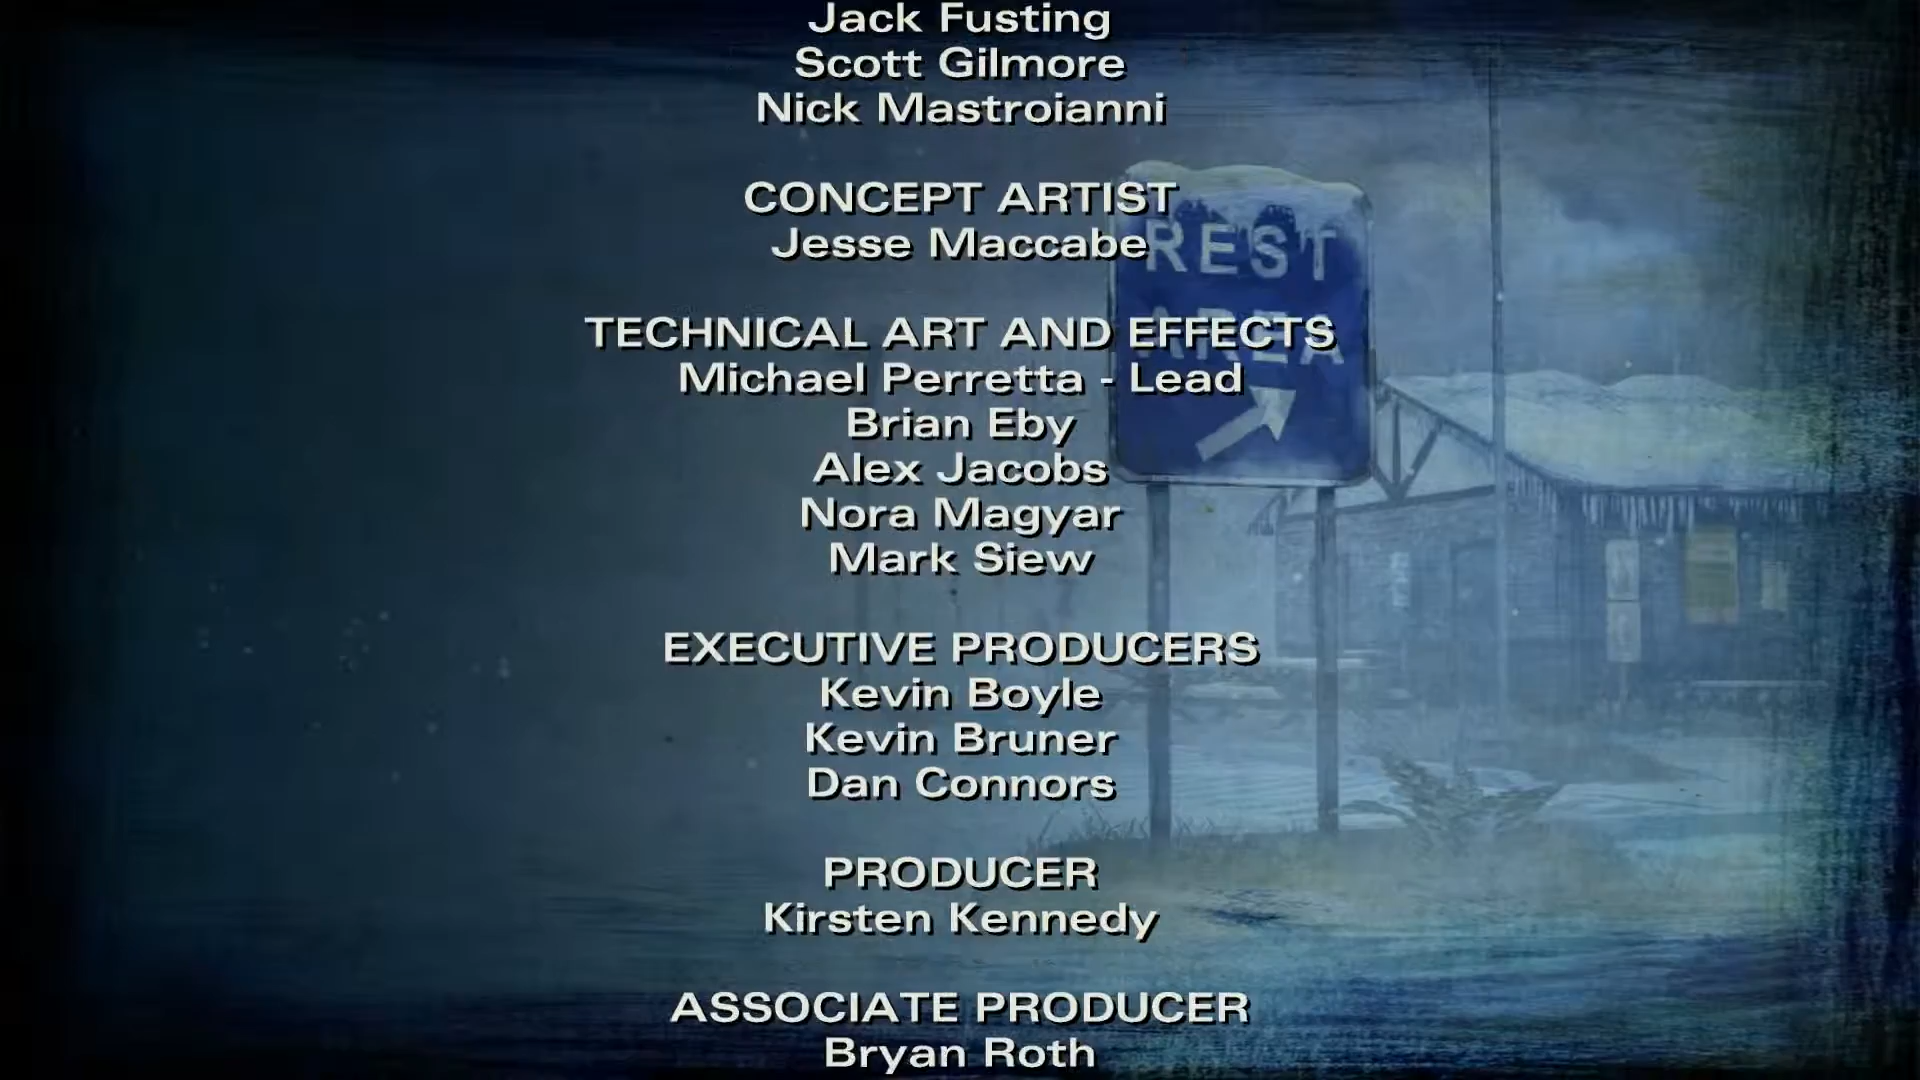 Jack Fusting
Scott Gilmore
Nick Mastroianni
CONCEPT ARTIST
Jesse Maccabe
REST
AREA
TECHNICAL ART AND EFFECTS
Michael Perretta - Lead
Brian Eby
Alex Jacobs
Nora Magyar
Mark Siew
EXECUTIVE PRODUCERS
Kevin Boyle
Kevin Bruner
Dan Connors
PRODUCER
Kirsten Kennedy
ASSOCIATE PRODUCER
Bryan Roth